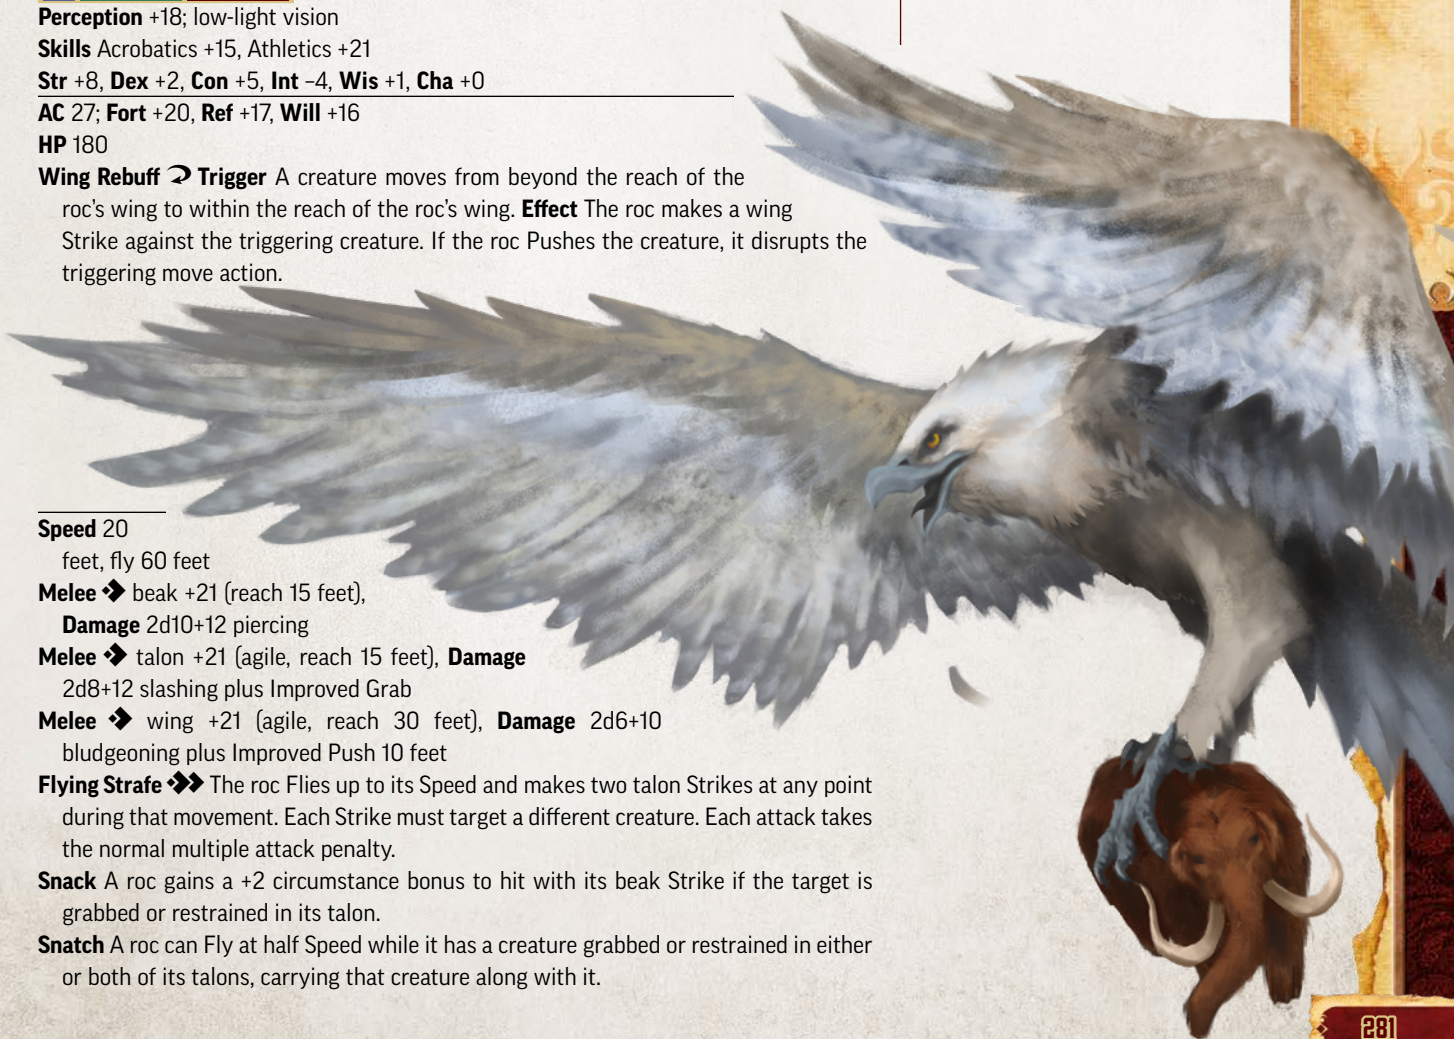 Perception +18; low-light vision
Skills Acrobatics +15, Athletics +21
Str +8, Dex +2, Con +5, Int –4, Wis +1, Cha +0
AC 27; Fort +20, Ref +17, Will +16
HP 180
Wing Rebuff Trigger A creature moves from beyond the reach of the
roc's wing to within the reach of the roc's wing. Effect The roc makes a wing
Strike against the triggering creature. If the roc Pushes the creature, it disrupts the
triggering move action.
Speed 20
feet, fly 60 feet
Melee beak +21 (reach 15 feet),
Damage 2d10+12 piercing
Melee talon +21 (agile, reach 15 feet), Damage
2d8+12 slashing plus Improved Grab
Melee wing +21 (agile, reach 30 feet), Damage 2d6+10
bludgeoning plus Improved Push 10 feet
Flying Strafe The roc Flies up to its Speed and makes two talon Strikes at any point
during that movement. Each Strike must target a different creature. Each attack takes
the normal multiple attack penalty.
Snack A roc gains a +2 circumstance bonus to hit with its beak Strike if the target is
grabbed or restrained in its talon.
Snatch A roc can Fly at half Speed while it has a creature grabbed or restrained in either
or both of its talons, carrying that creature along with it.
281